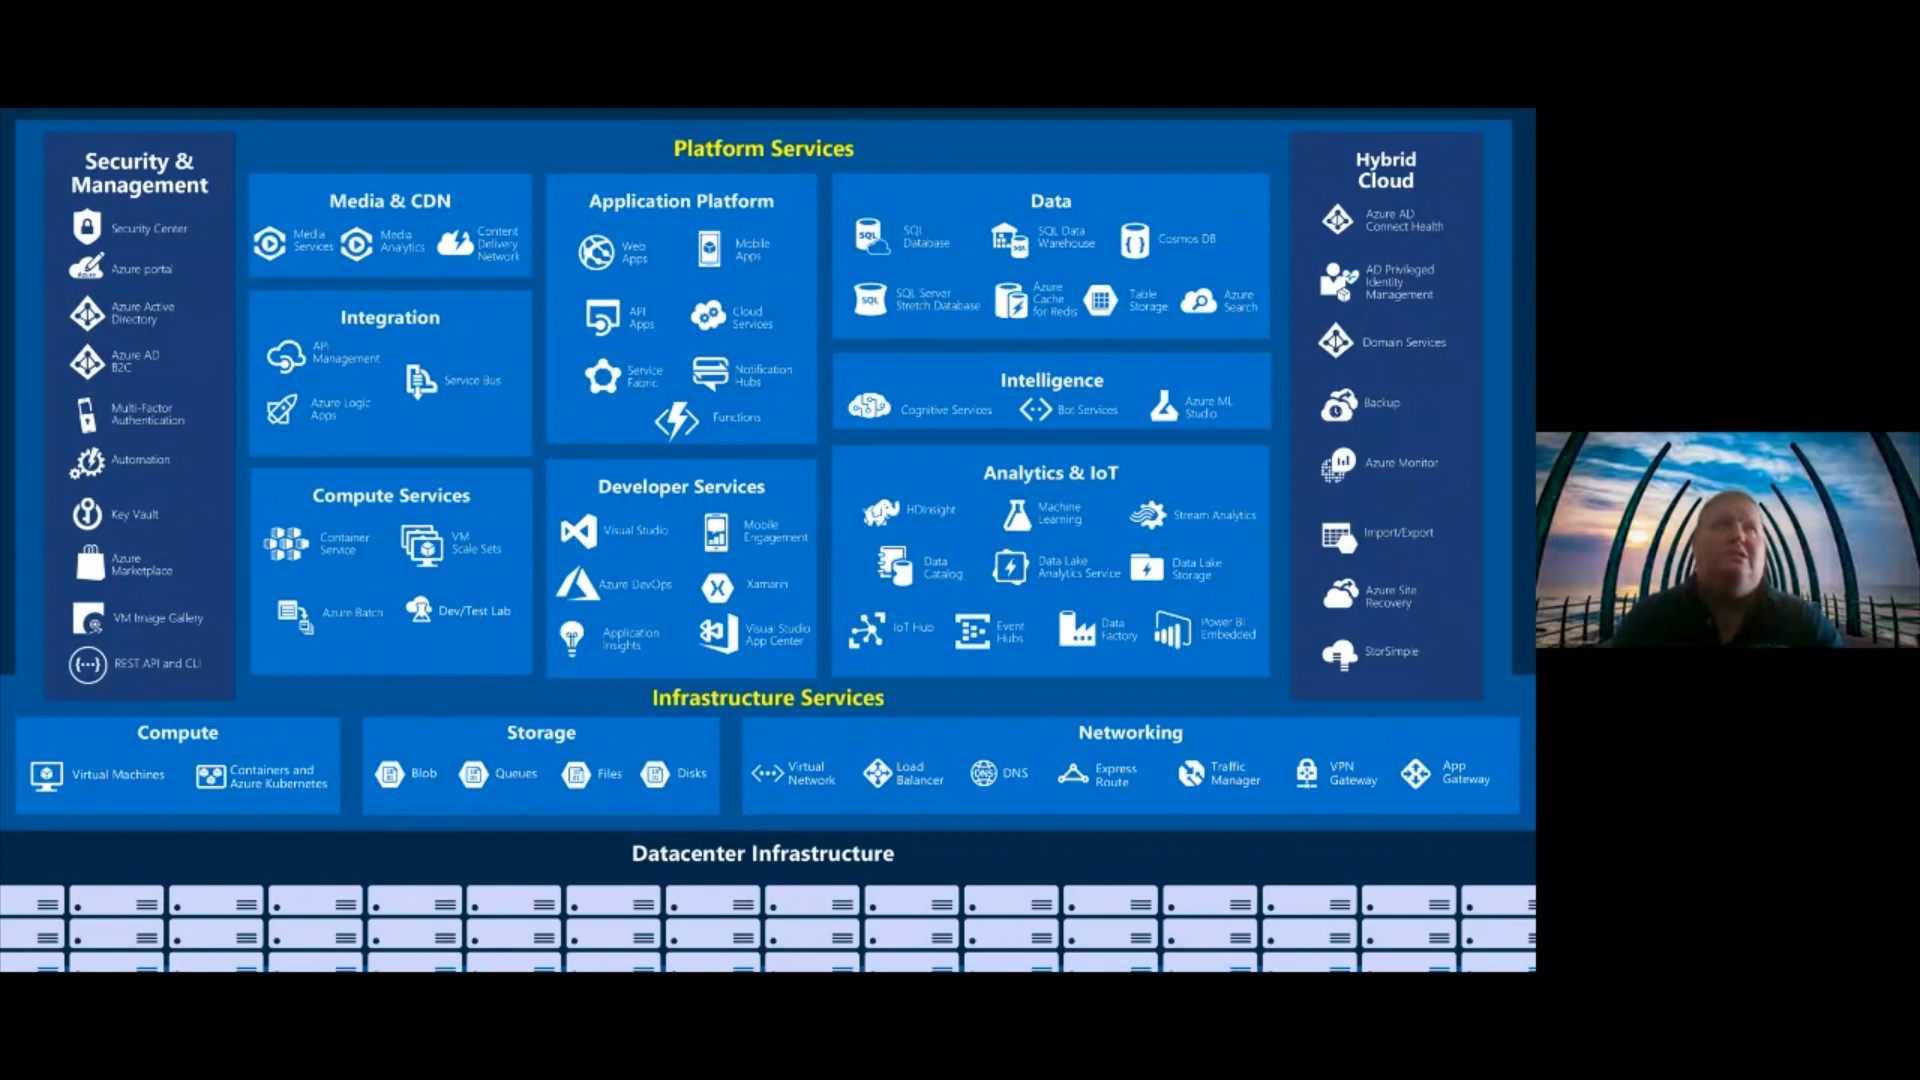 Platform Services
Security &
Management
Security Center
Azure portal
Azure Active
Directory
Azure AD
B2C
Multi-Factor
Authentication
Automation
Key Vault
Azure
Marketplace
VM Image Gallery
REST API and CLI
Media & CDN
Media
Services
Media
Analytics
Content
Delivery
Network
Integration
API
Management
Service Bus
Azure Logic
Apps
Compute Services
Container
Service
VM
Scale Sets
Azure Batch
Dev/Test Lab
Application Platform
Web
Apps
Mobile
Apps
API
Apps
Cloud
Services
Service
Fabric
Notification
Hubs
Functions
Developer Services
Visual Studio
Mobile
Engagement
Azure DevOps
Xamarin
Application
Insights
Visual Studio
App Center
Data
SQL
SQL
Database
SQL
SQL Data
Warehouse
Cosmos DB
SQL
SQL Server
Stretch Database
Azure
Cache
for Redis
Table
Storage
Azure
Search
Intelligence
Cognitive Services
Bot Services
Azure ML
Studio
Analytics & IoT
HDInsight
Machine
Learning
Stream Analytics
Data
Catalog
Data Lake
Analytics Service
Data Lake
Storage
IoT Hub
Event
Hubs
Data
Factory
Power BI
Embedded
Hybrid
Cloud
Azure AD
Connect Health
AD Privileged
Identity
Management
Domain Services
Backup
Azure Monitor
Import/Export
Azure Site
Recovery
StorSimple
Infrastructure Services
Compute
Virtual Machines
Containers and
Azure Kubernetes
Storage
Blob
Queues
Files
Disks
Networking
Virtual
Network
Load
Balancer
DNS
DNS
Express
Route
Traffic
Manager
VPN
Gateway
App
Gateway
Datacenter Infrastructure